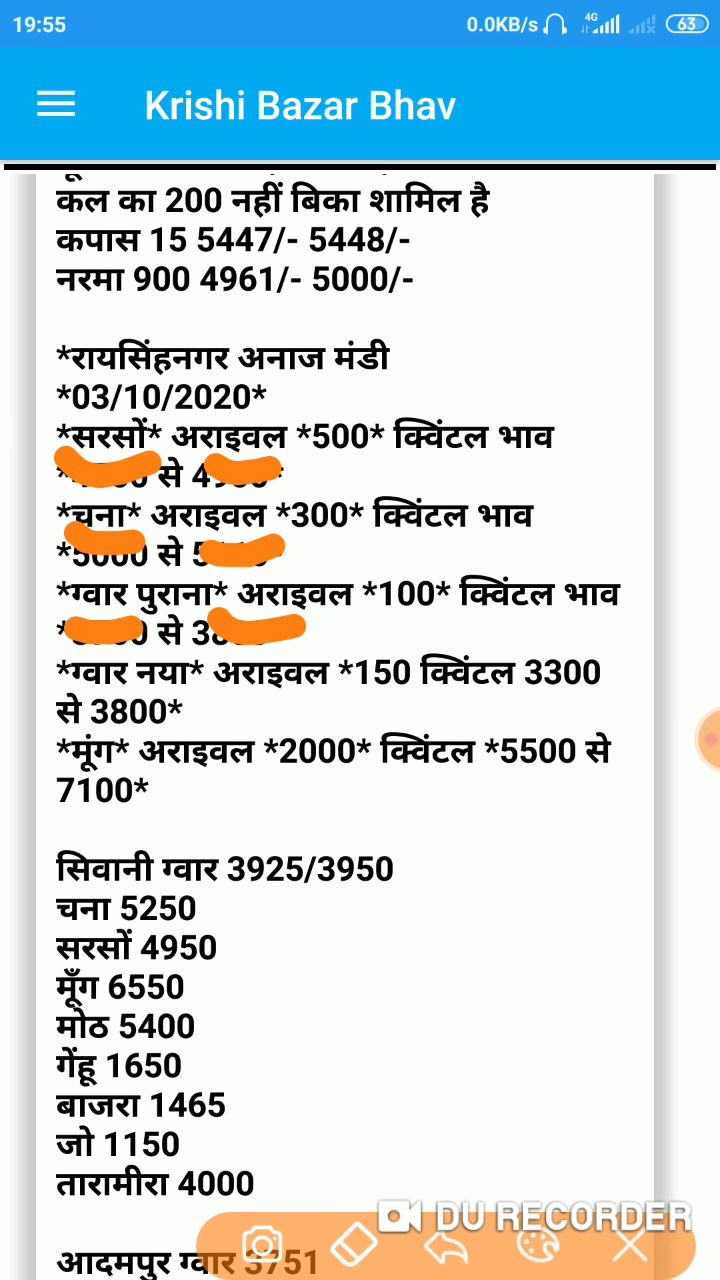 19:55
0.0KB/s 4G 63
Krishi Bazar Bhav
कल का 200 नहीं बिका शामिल है
कपास 15 5447/- 5448/-
नरमा 900 4961/- 5000/-
*रायसिंहनगर अनाज मंडी
*03/10/2020*
*सरसों* अराइवल *500* क्विंटल भाव
से
*चना* अराइवल *300* क्विंटल भाव
*5000 से
*ग्वार पुराना* अराइवल *100* क्विंटल भाव
से
*ग्वार नया* अराइवल *150 क्विंटल 3300
से 3800*
*मूंग* अराइवल *2000* क्विंटल *5500 से
7100*
सिवानी ग्वार 3925/3950
चना 5250
सरसों 4950
मूँग 6550
मोठ 5400
गेंहू 1650
बाजरा 1465
जो 1150
तारामीरा 4000
DU RECORDER
आदमपुर ग्वार 3751